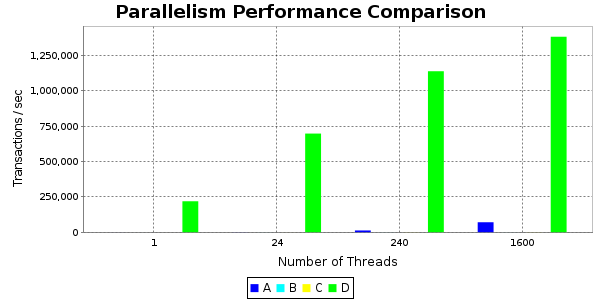 Parallelism Performance Comparison
Transactions / sec
1,250,000
1,000,000
750,000
500,000
250,000
0
1 24 240 1600
Number of Threads
A B C D